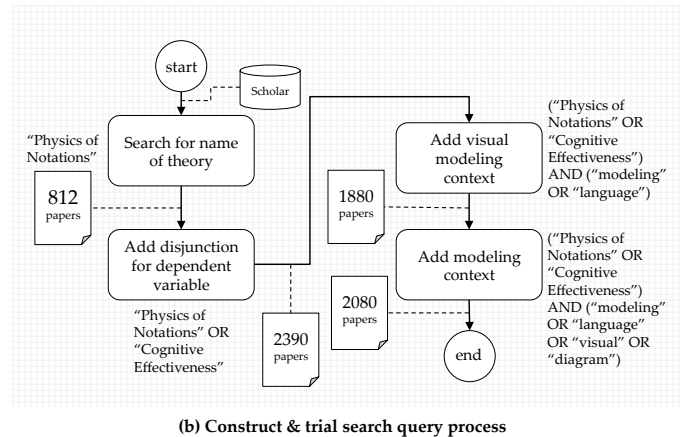 start
Scholar
"Physics of
Notations"
Search for name
of theory
812
papers
Add disjunction
for dependent
variable
"Physics of
Notations" OR
"Cognitive
Effectiveness"
2390
papers
Add visual
modeling
context
("Physics of
Notations" OR
"Cognitive
Effectiveness")
AND ("modeling"
OR "language")
1880
papers
Add modeling
context
("Physics of
Notations" OR
"Cognitive
Effectiveness")
AND ("modeling"
OR "language"
OR "visual" OR
"diagram")
2080
papers
end
(b) Construct & trial search query process